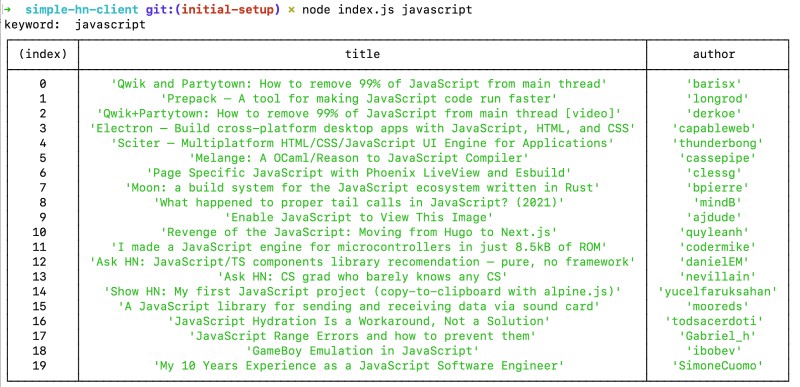 → simple-hn-client git:(initial-setup) × node index.js javascript
keyword:  javascript
(index) title author
0 'Qwik and Partytown: How to remove 99% of JavaScript from main thread' 'barisx'
1 'Prepack – A tool for making JavaScript code run faster' 'longrod'
2 'Qwik+Partytown: How to remove 99% of JavaScript from main thread [video]' 'derkoe'
3 'Electron – Build cross-platform desktop apps with JavaScript, HTML, and CSS' 'capableweb'
4 'Sciter – Multiplatform HTML/CSS/JavaScript UI Engine for Applications' 'thunderbong'
5 'Melange: A OCaml/Reason to JavaScript Compiler' 'cassepipe'
6 'Page Specific JavaScript with Phoenix LiveView and Esbuild' 'clessg'
7 'Moon: a build system for the JavaScript ecosystem written in Rust' 'bpierre'
8 'What happened to proper tail calls in JavaScript? (2021)' 'mindB'
9 'Enable JavaScript to View This Image' 'ajdude'
10 'Revenge of the JavaScript: Moving from Hugo to Next.js' 'quyleanh'
11 'I made a JavaScript engine for microcontrollers in just 8.5kB of ROM' 'codermike'
12 'Ask HN: JavaScript/TS components library recomendation – pure, no framework' 'danielEM'
13 'Ask HN: CS grad who barely knows any CS' 'nevillain'
14 'Show HN: My first JavaScript project (copy-to-clipboard with alpine.js)' 'yucelfaruksahan'
15 'A JavaScript library for sending and receiving data via sound card' 'mooreds'
16 'JavaScript Hydration Is a Workaround, Not a Solution' 'todsacerdoti'
17 'JavaScript Range Errors and how to prevent them' 'Gabriel_h'
18 'GameBoy Emulation in JavaScript' 'ibobev'
19 'My 10 Years Experience as a JavaScript Software Engineer' 'SimoneCuomo'